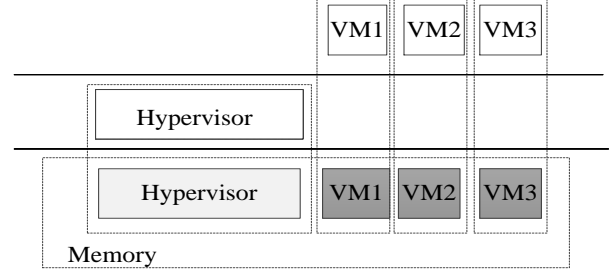 VM1 VM2 VM3
Hypervisor
Hypervisor VM1 VM2 VM3
Memory